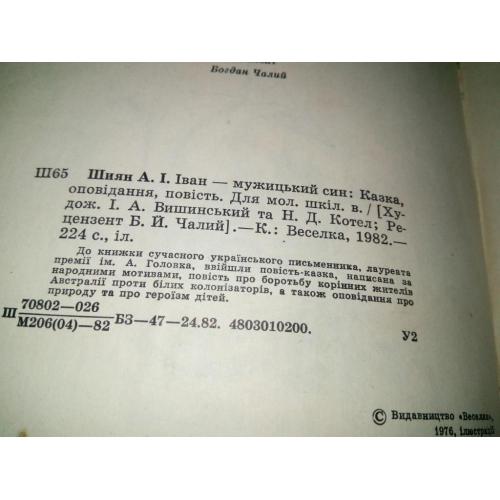 Богдан Чалий
Ш65 Шиян А. І. Іван — мужицький син: Казка,
оповідання, повість. Для мол. шкіл. в./[Ху-
дож. І. А. Вишинський та Н. Д. Котел; Ре-
цензент Б. Й. Чалий].—К.: Веселка, 1982.—
224 с., іл.
До книжки сучасного українського письменника, лауреата
премії ім. А. Головка, ввійшли повість-казка, написана за
народними мотивами, повість про боротьбу корінних жителів
Австралії проти білих колонізаторів, а також оповідання про
природу та про героїзм дітей.
Ш 70802—026
М206(04)—82 БЗ—47—24.82. 4803010200.
У2
© Видавництво «Веселка»,
1976, ілюстрації